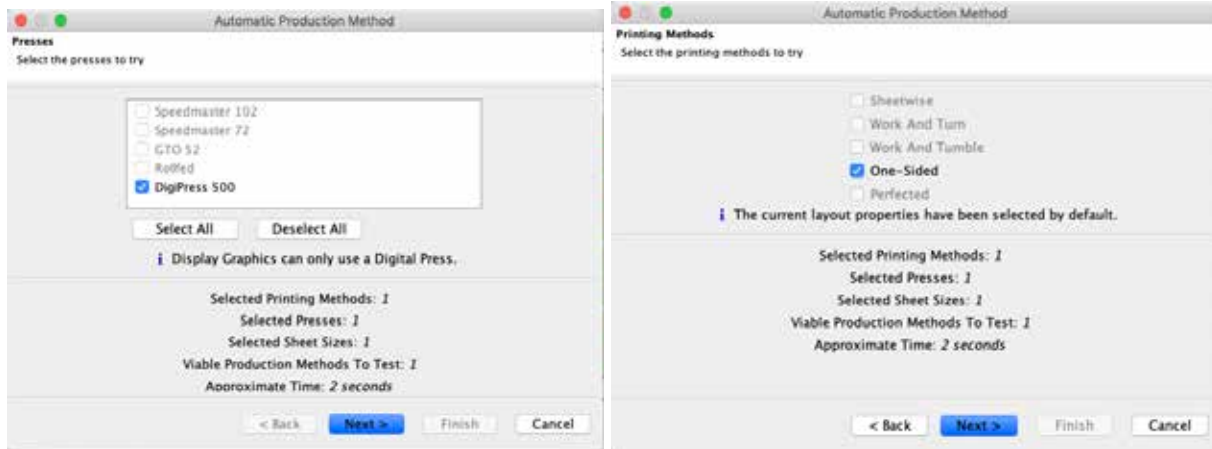 Automatic Production Method
Presses
Select the presses to try
Speedmaster 102
Speedmaster 72
GTO 52
Rollfed
DigiPress 500
Select All Deselect All
i Display Graphics can only use a Digital Press.
Selected Printing Methods: 1
Selected Presses: 1
Selected Sheet Sizes: 1
Viable Production Methods To Test: 1
Approximate Time: 2 seconds
< Back Next > Finish Cancel
Automatic Production Method
Printing Methods
Select the printing methods to try
Sheetwise
Work And Turn
Work And Tumble
One-Sided
Perfected
i The current layout properties have been selected by default.
Selected Printing Methods: 1
Selected Presses: 1
Selected Sheet Sizes: 1
Viable Production Methods To Test: 1
Approximate Time: 2 seconds
< Back Next > Finish Cancel